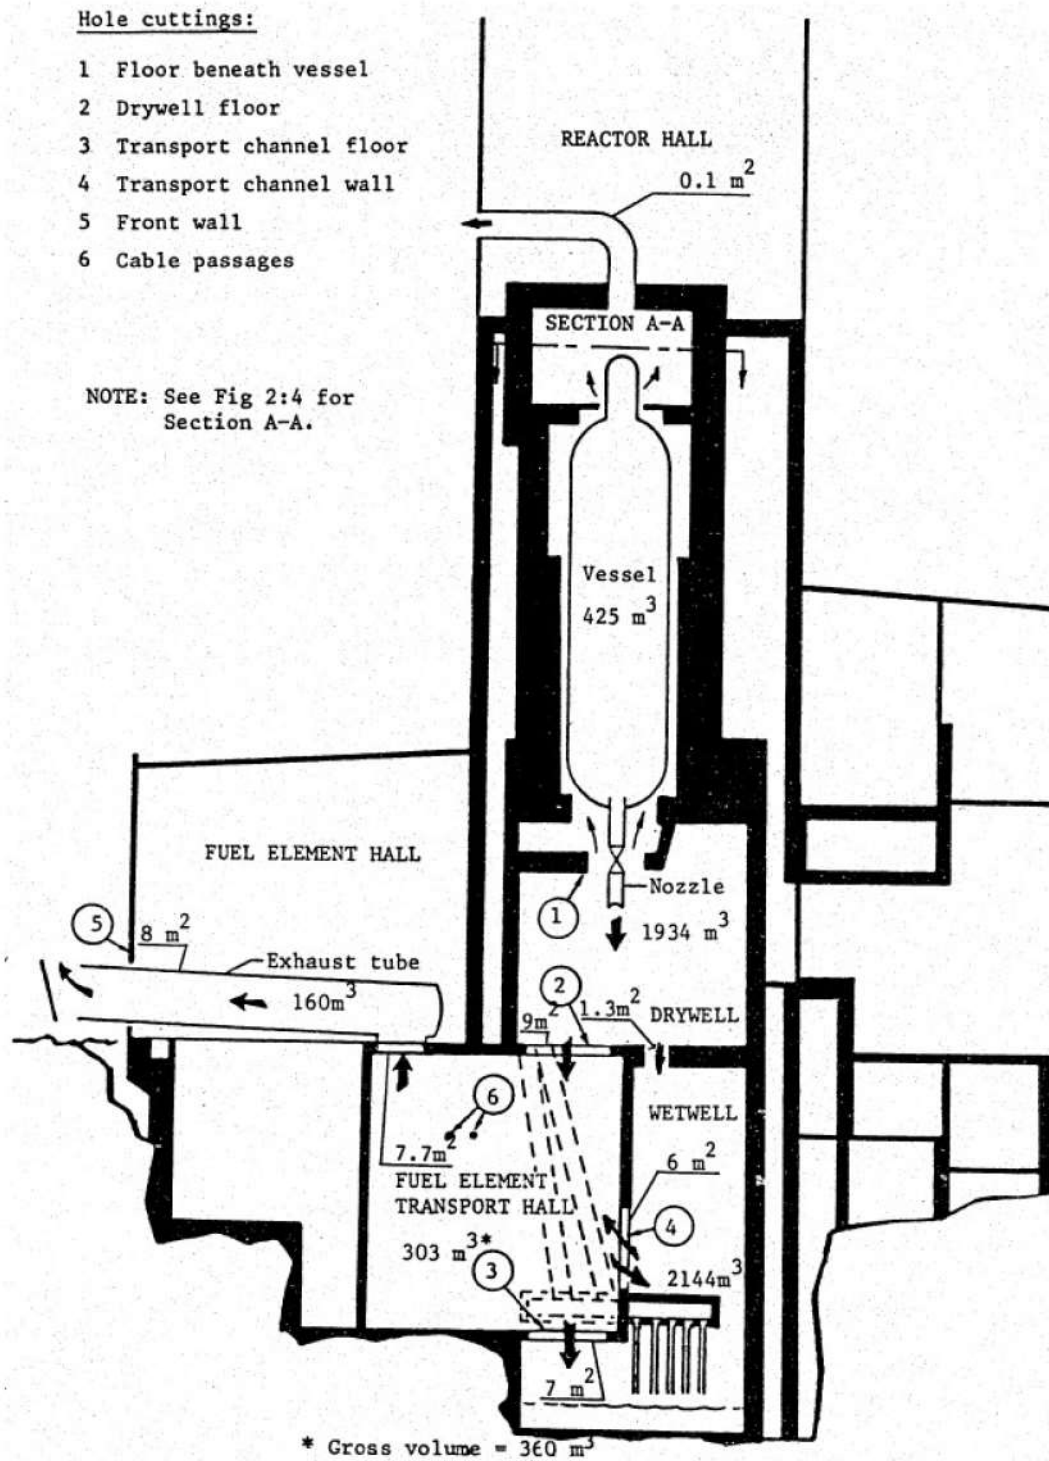 Hole cuttings:
1 Floor beneath vessel
2 Drywell floor
3 Transport channel floor
4 Transport channel wall
5 Front wall
6 Cable passages
NOTE: See Fig 2:4 for
Section A-A.
REACTOR HALL
0.1 m²
SECTION A-A
Vessel
425 m³
FUEL ELEMENT HALL
Nozzle
1
1934 m³
5
8 m²
Exhaust tube
160m³
2
9m²
1.3m²
DRYWELL
6
WETWELL
7.7m²
6 m²
FUEL ELEMENT
TRANSPORT HALL
4
303 m³*
3
2144m³
7 m²
* Gross volume = 360 m³